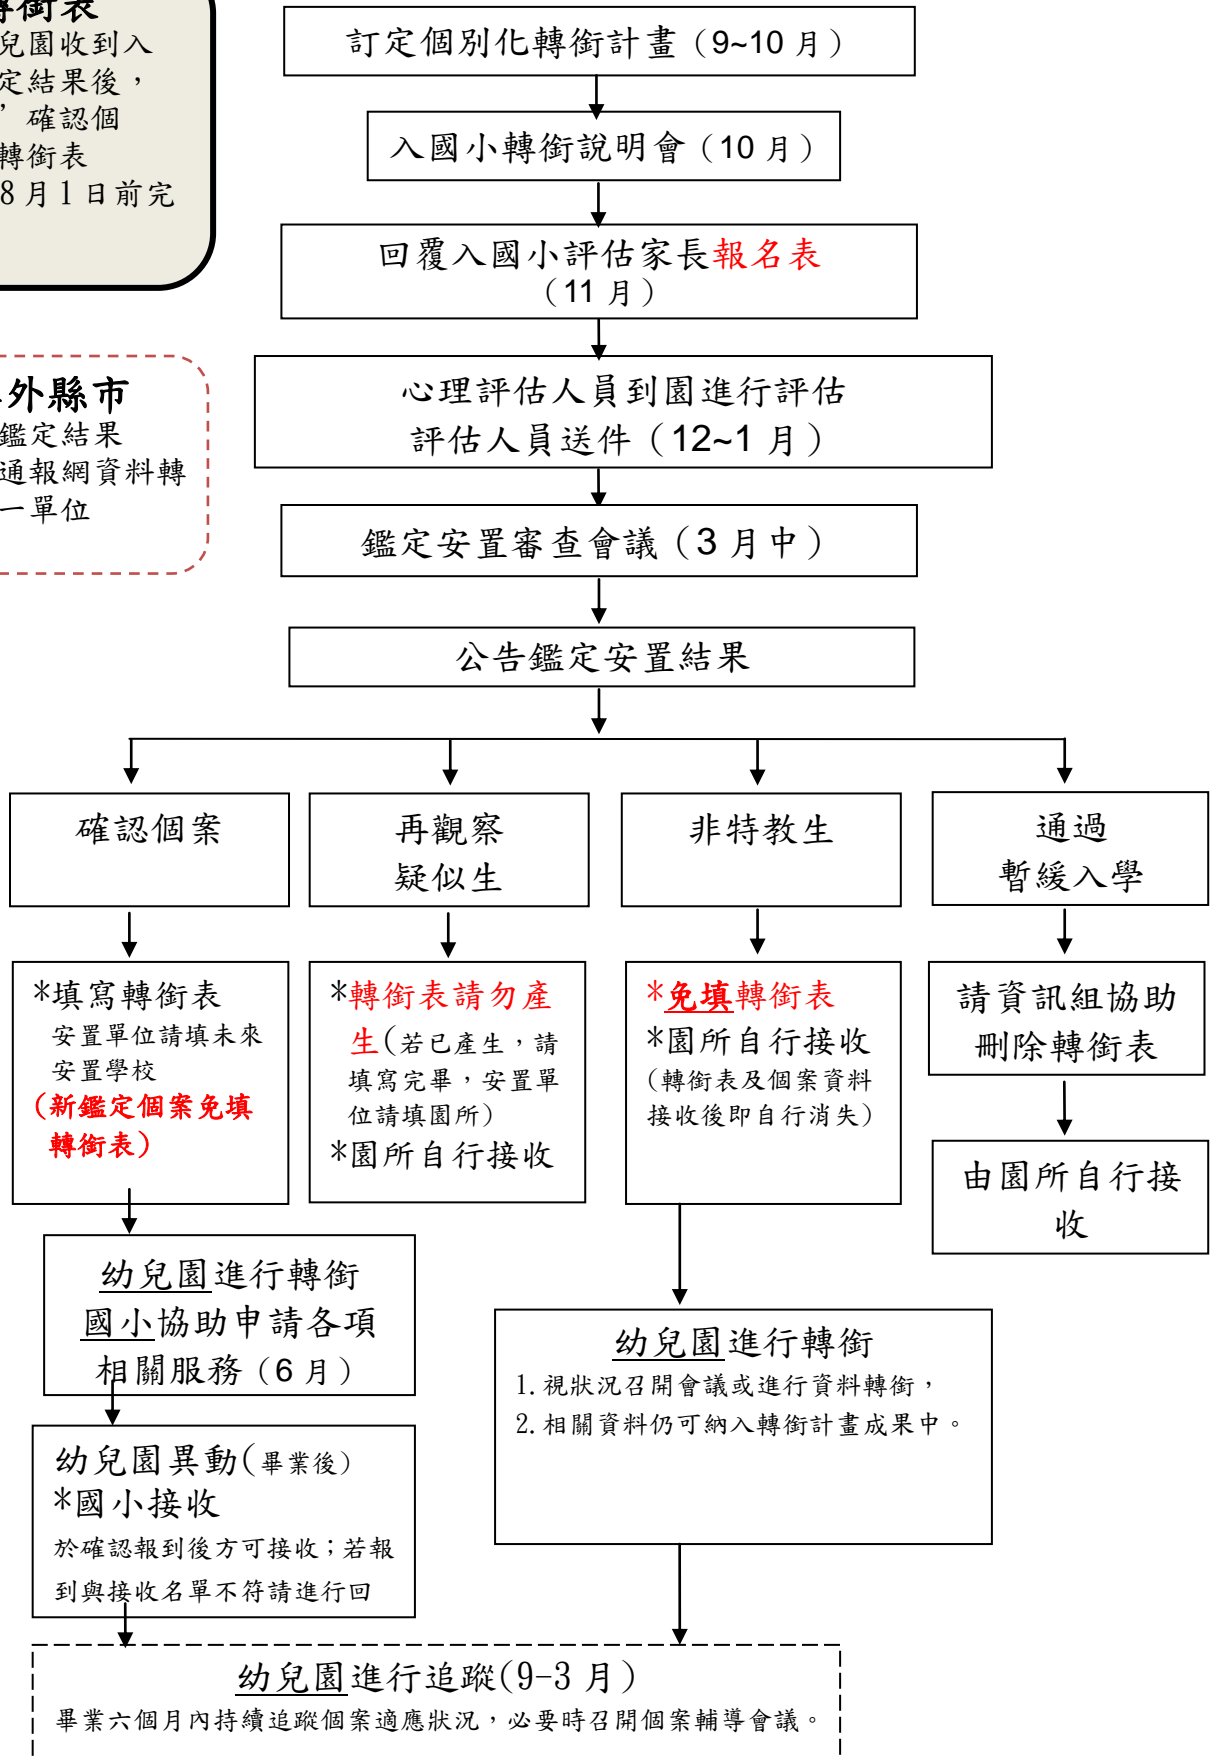 轉銜表
兒園收到入
定結果後，
’確認個
轉銜表
8月1日前完
外縣市
鑑定結果
通報網資料轉
一單位
訂定個別化轉銜計畫（9~10 月）
入國小轉銜說明會（10 月）
回覆入國小評估家長報名表
（11 月）
心理評估人員到園進行評估
評估人員送件（12~1 月）
鑑定安置審查會議（3 月中）
公告鑑定安置結果
確認個案
再觀察
疑似生
非特教生
通過
暫緩入學
*填寫轉銜表
安置單位請填未來
安置學校
（新鑑定個案免填
轉銜表）
*轉銜表請勿產
生(若已產生，請
填寫完畢，安置單
位請填園所)
*園所自行接收
*免填轉銜表
*園所自行接收
(轉銜表及個案資料
接收後即自行消失)
請資訊組協助
刪除轉銜表
由園所自行接
收
幼兒園進行轉銜
國小協助申請各項
相關服務（6 月）
幼兒園進行轉銜
1.視狀況召開會議或進行資料轉銜，
2.相關資料仍可納入轉銜計畫成果中。
幼兒園異動(畢業後)
*國小接收
於確認報到後方可接收；若報
到與接收名單不符請進行回
幼兒園進行追蹤(9-3 月)
畢業六個月內持續追蹤個案適應狀況，必要時召開個案輔導會議。